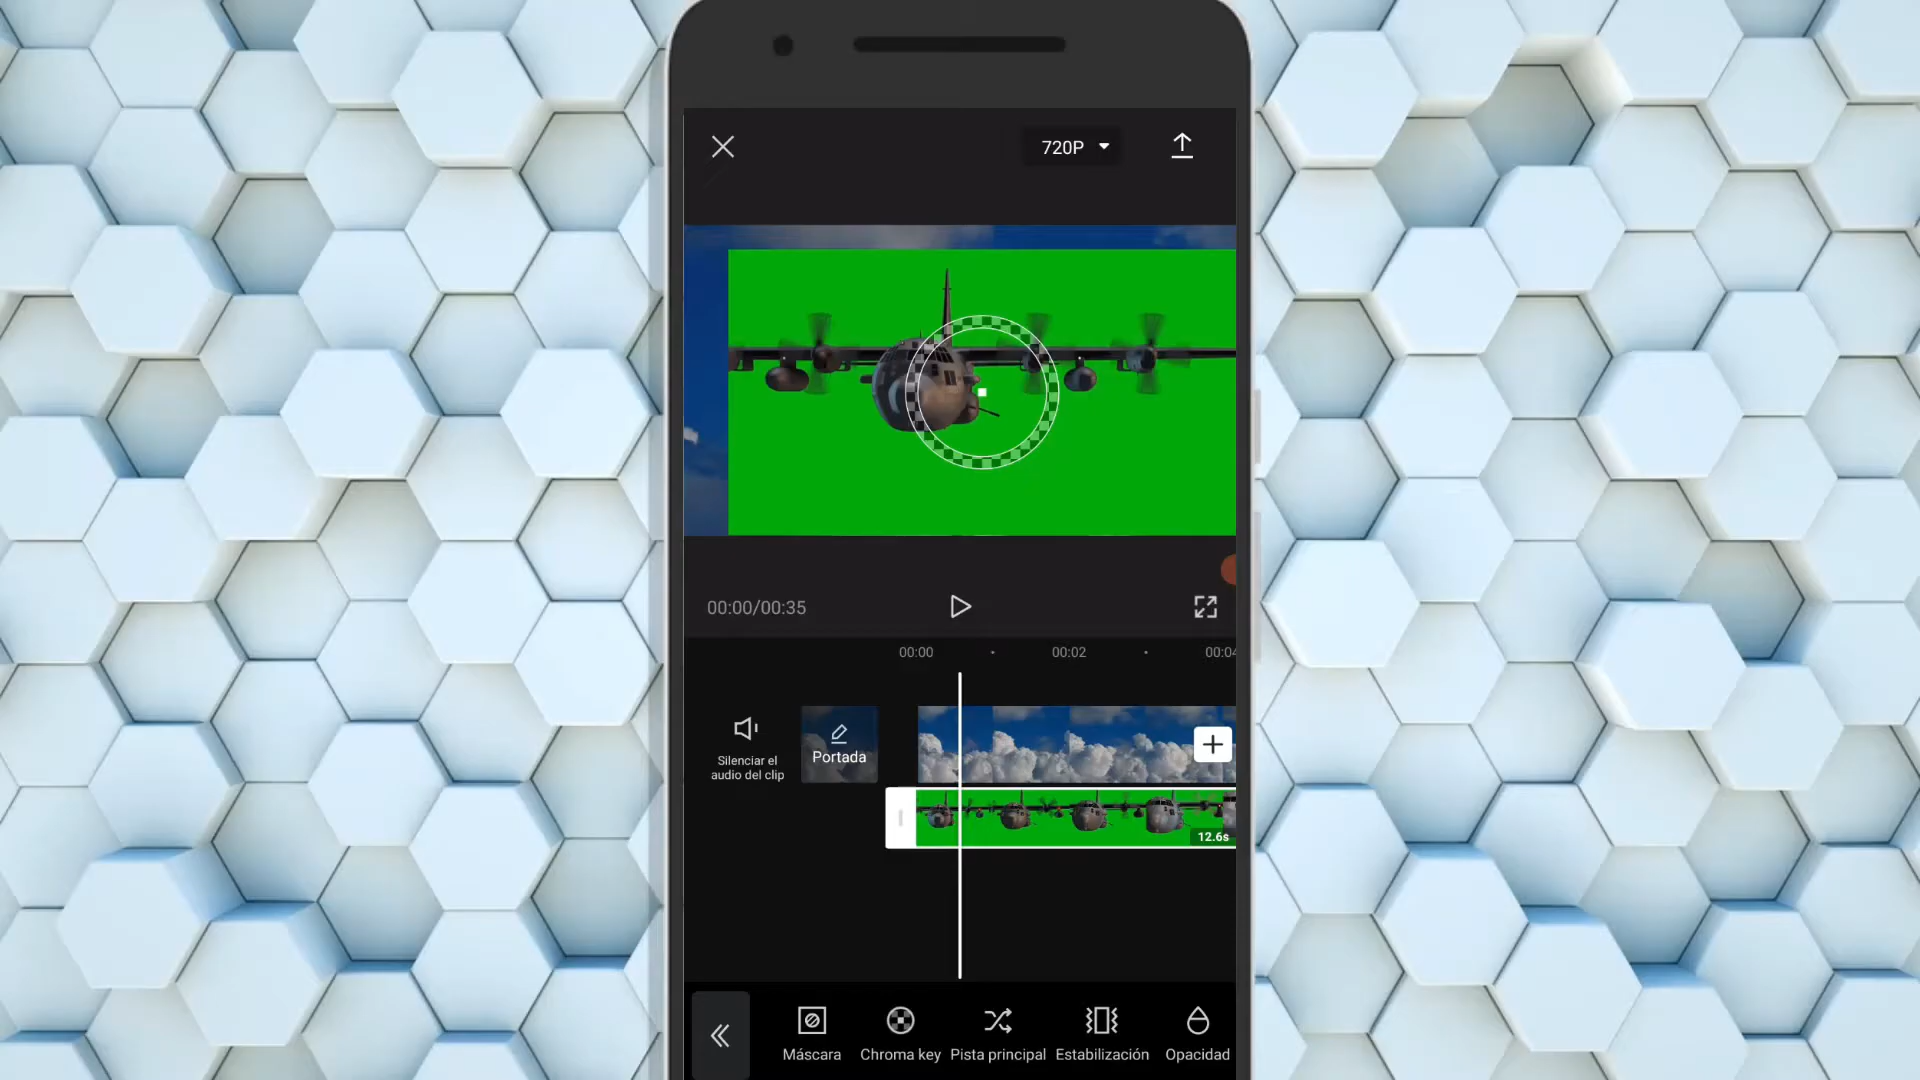 720P
00:00/00:35
00:00
00:02
00:04
Silenciar el
audio del clip
Portada
12.6s
Máscara
Chroma key
Pista principal
Estabilización
Opacidad